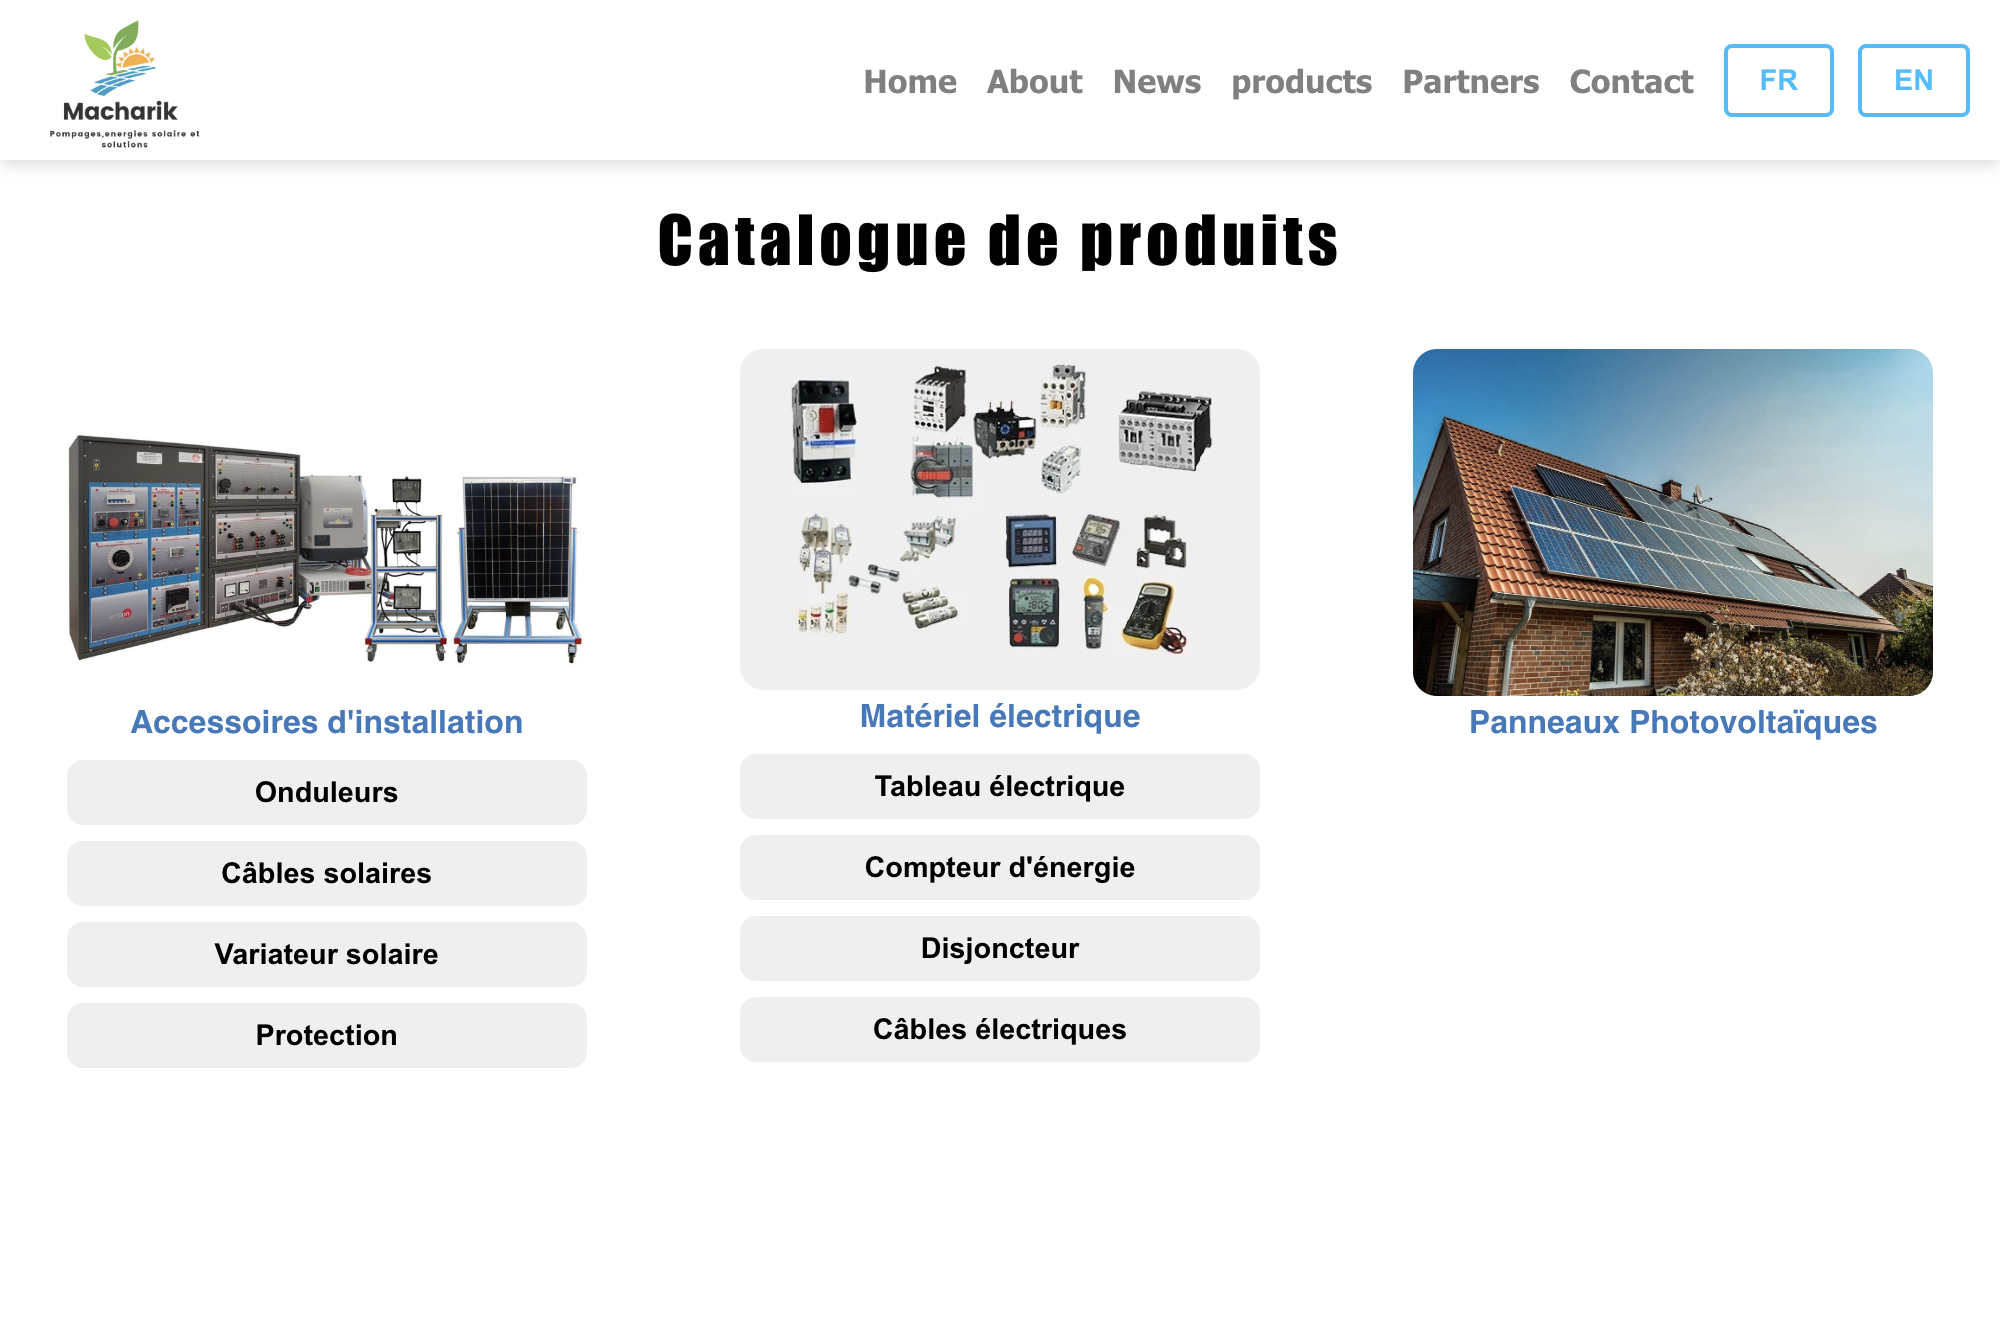 Macharik
Pompages,energies solaire et
solutions
Home About News products Partners Contact FR EN
Catalogue de produits
Accessoires d'installation
Onduleurs
Câbles solaires
Variateur solaire
Protection
Matériel électrique
Tableau électrique
Compteur d'énergie
Disjoncteur
Câbles électriques
Panneaux Photovoltaïques